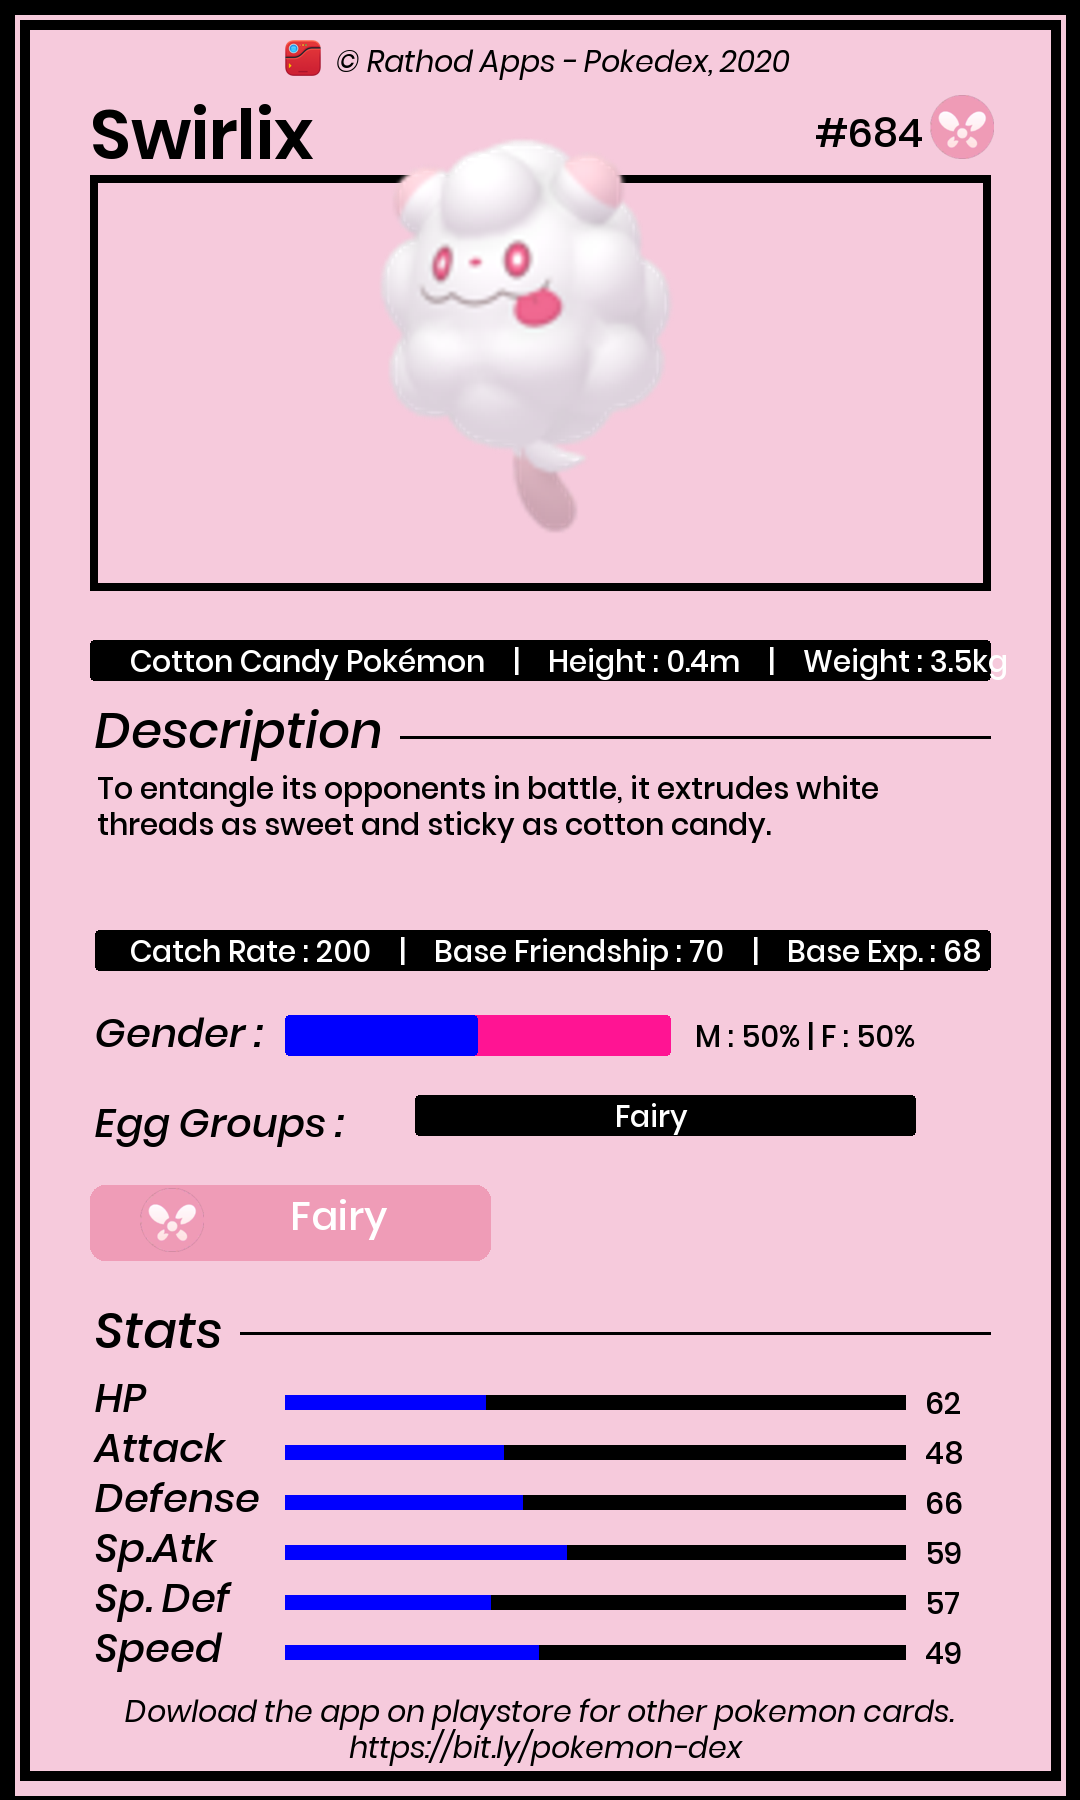 © Rathod Apps - Pokedex, 2020
Swirlix
#684
Cotton Candy Pokémon | Height : 0.4m | Weight : 3.5kg
Description
To entangle its opponents in battle, it extrudes white
threads as sweet and sticky as cotton candy.
Catch Rate : 200 | Base Friendship : 70 | Base Exp. : 68
Gender : M : 50% | F : 50%
Egg Groups : Fairy
Fairy
Stats
HP 62
Attack 48
Defense 66
Sp.Atk 59
Sp. Def 57
Speed 49
Dowload the app on playstore for other pokemon cards.
https://bit.ly/pokemon-dex